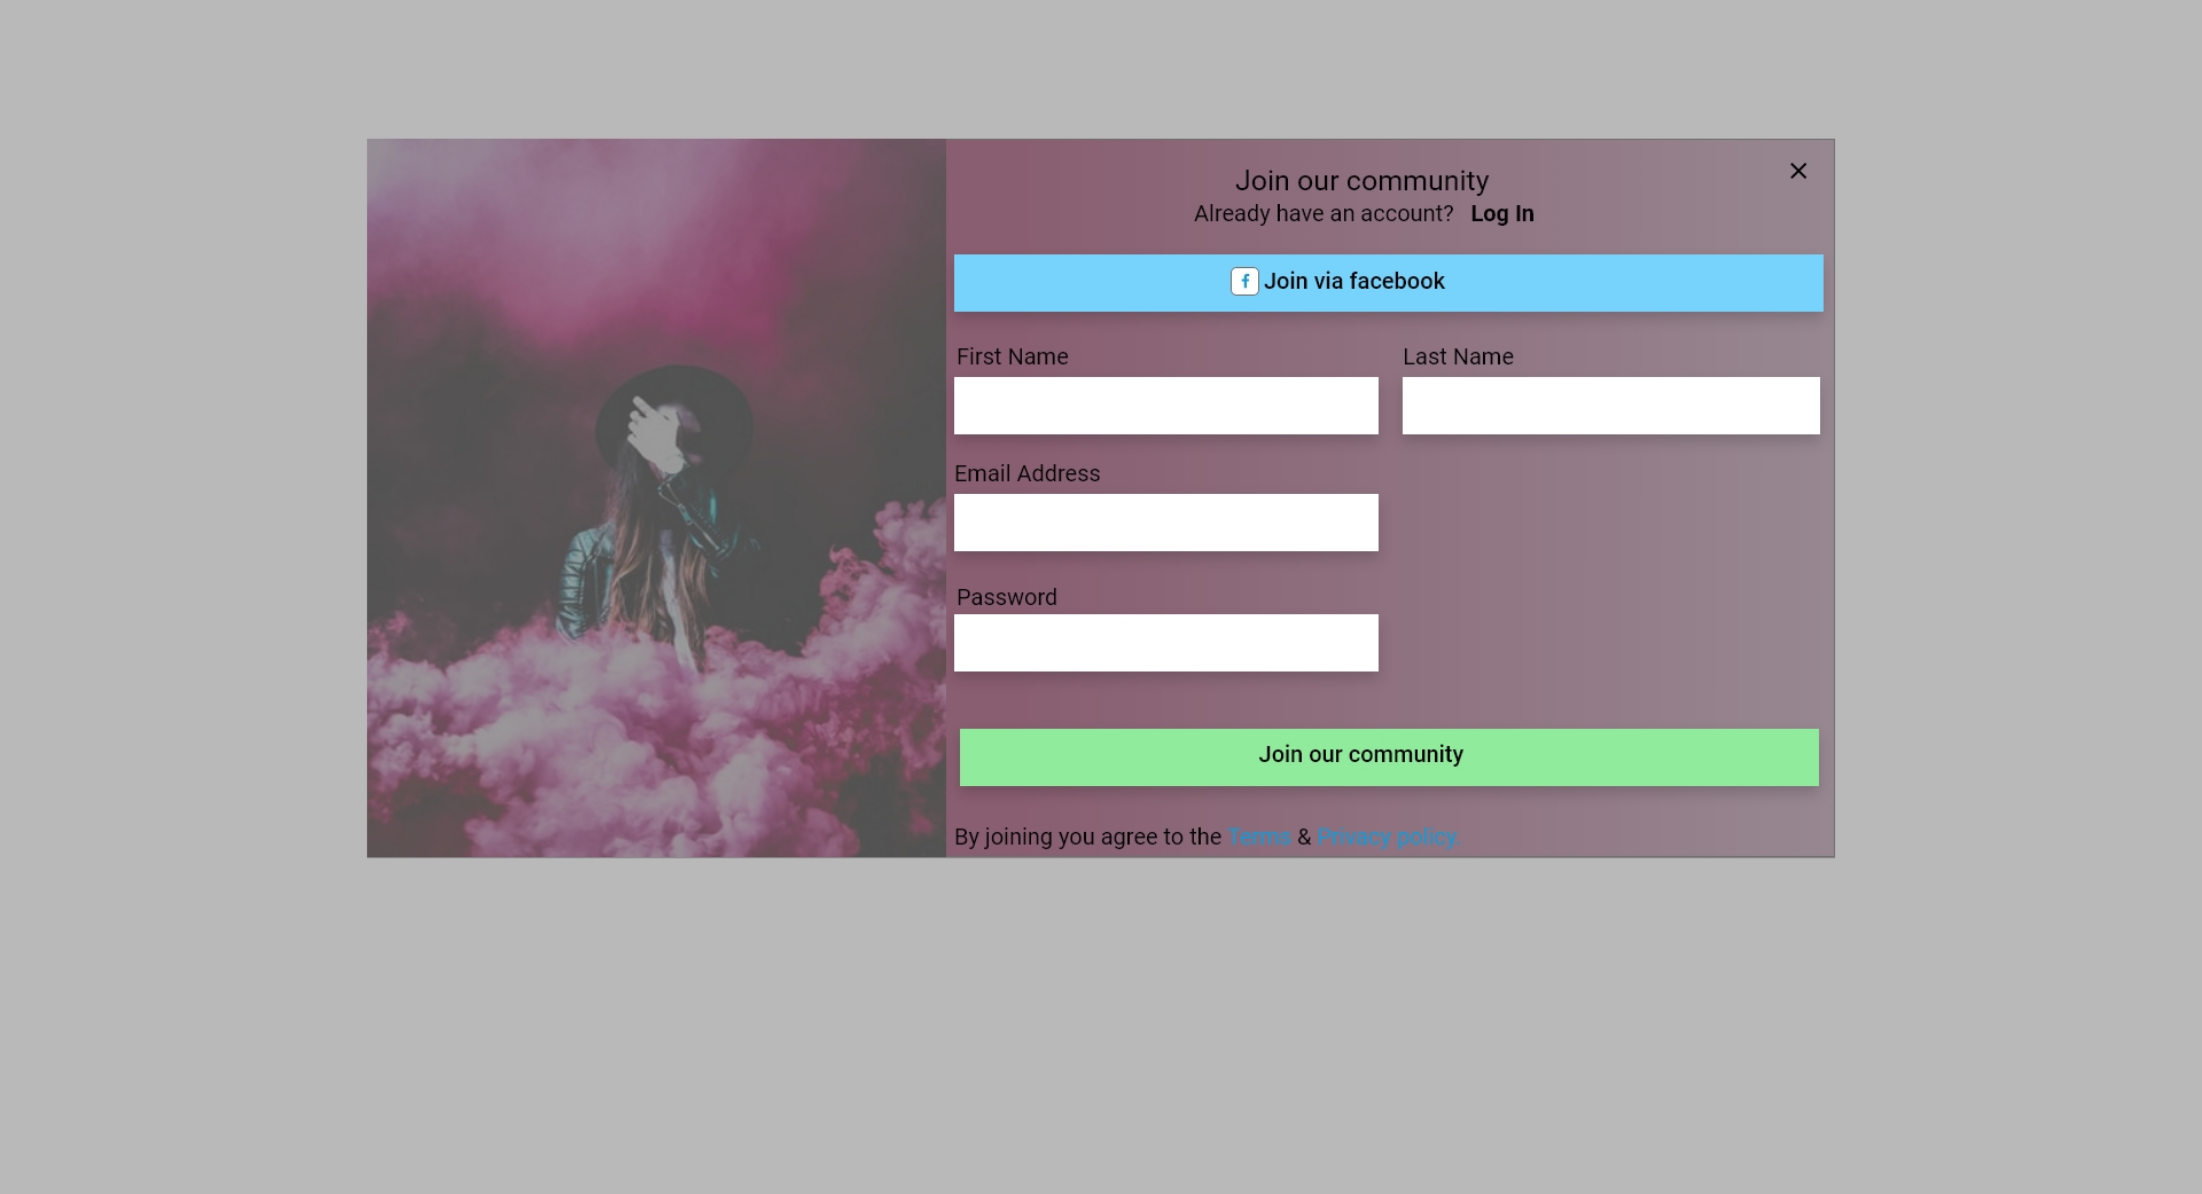 Join our community
Already have an account? Log In
f Join via facebook
First Name
Last Name
Email Address
Password
Join our community
By joining you agree to the Terms & Privacy policy.